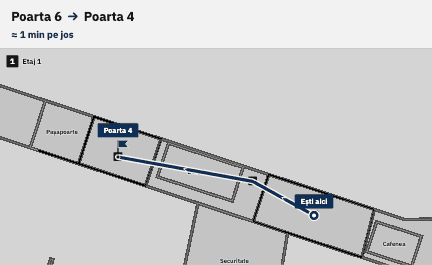 Poarta 6 → Poarta 4
≈ 1 min pe jos
1 Etaj 1
Pașapoarte
Poarta 4
Ești aici
Cafenea
Securitate